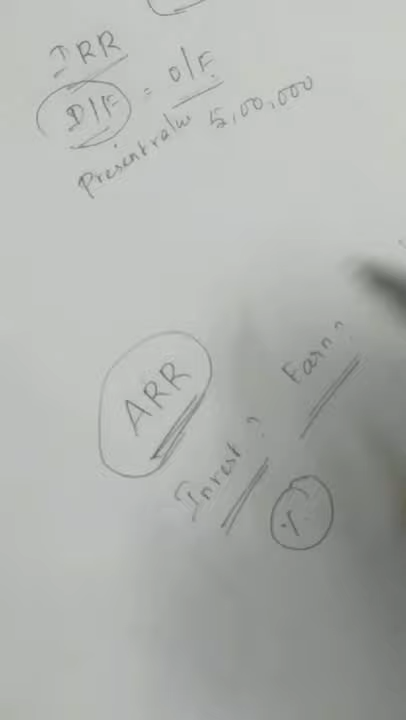 IRR
I/F = O/F
Present value 5,00,000
ARR
Invest? Earn?
%